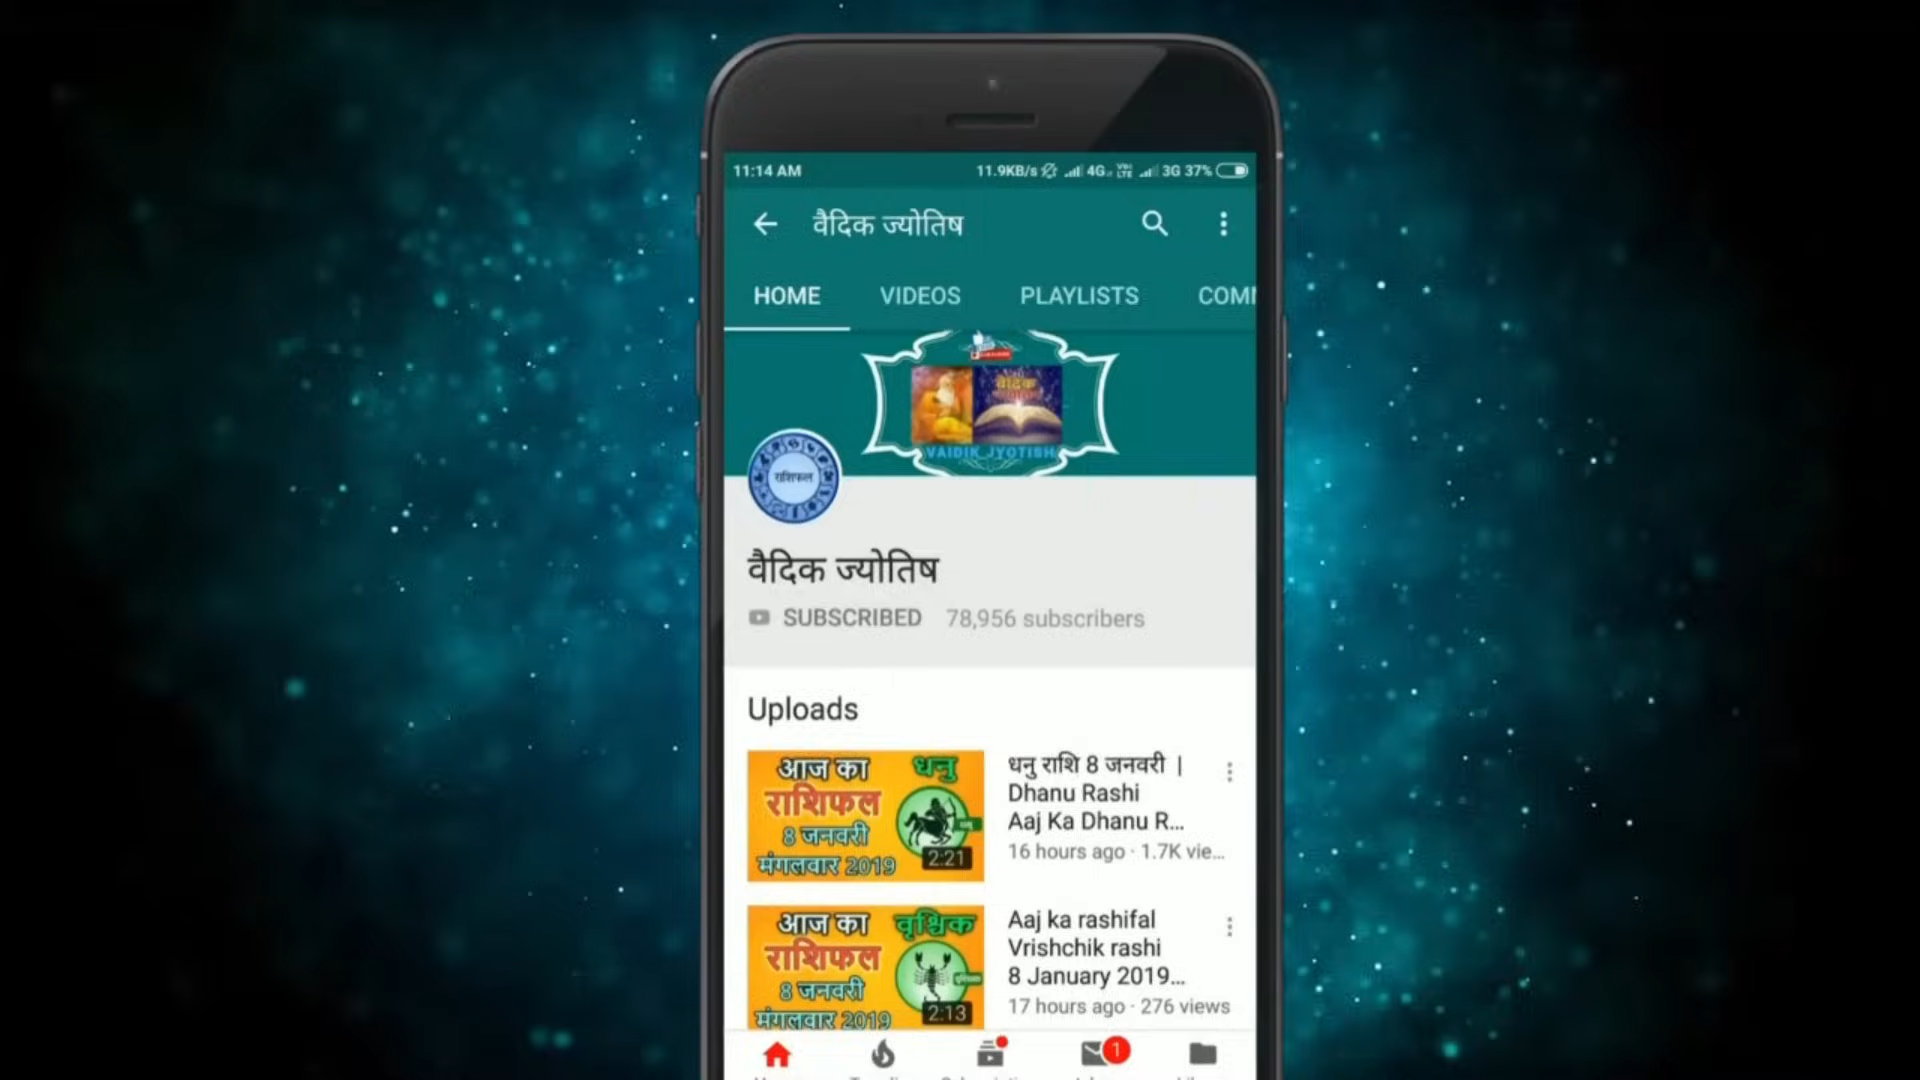 11:14 AM 11.9KB/s 4G VoLTE 3G 37%
वैदिक ज्योतिष
HOME VIDEOS PLAYLISTS COMM
वैदिक
VAIDIK JYOTISH
राशिफल
वैदिक ज्योतिष
SUBSCRIBED 78,956 subscribers
Uploads
आज का धनु
राशिफल
8 जनवरी
मंगलवार 2019
2:21
धनु राशि 8 जनवरी |
Dhanu Rashi
Aaj Ka Dhanu R...
16 hours ago · 1.7K vie...
आज का वृश्चिक
राशिफल
8 जनवरी
मंगलवार 2019
2:13
Aaj ka rashifal
Vrishchik rashi
8 January 2019...
17 hours ago · 276 views
1